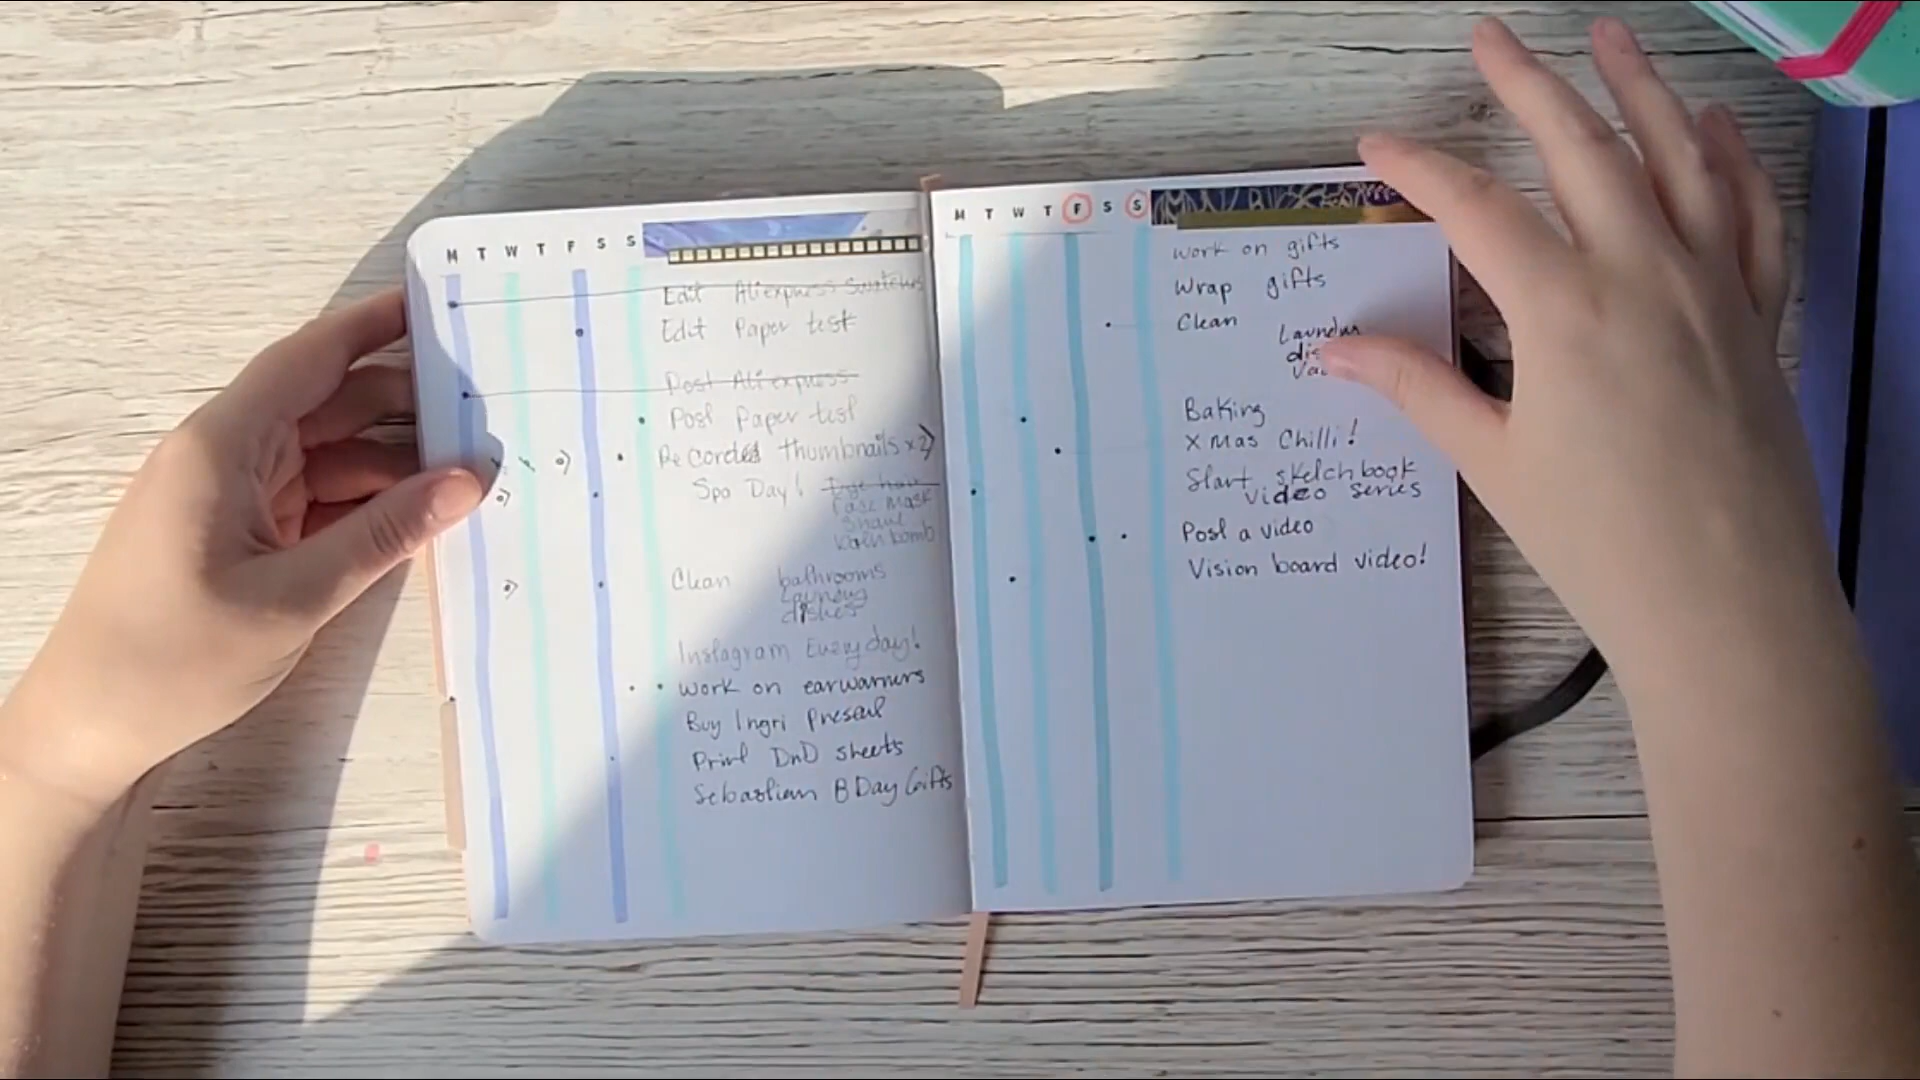 M T W T F S S
Edit Aliexpress Swatches
Edit Paper test
Post Aliexpress
Post Paper test
Recorded thumbnails x2
Spa Day! Dye hair
Face Mask
Shave
Bath bomb
Clean bathrooms
Laundry
dishes
Instagram Everyday!
Work on earwarmers
Buy Ingri Present
Print DnD sheets
Sebastian B Day Gifts
M T W T F S S
Work on gifts
Wrap gifts
Clean
Laundry
Baking
X mas Chilli!
Start sketchbook
video series
Post a video
Vision board video!